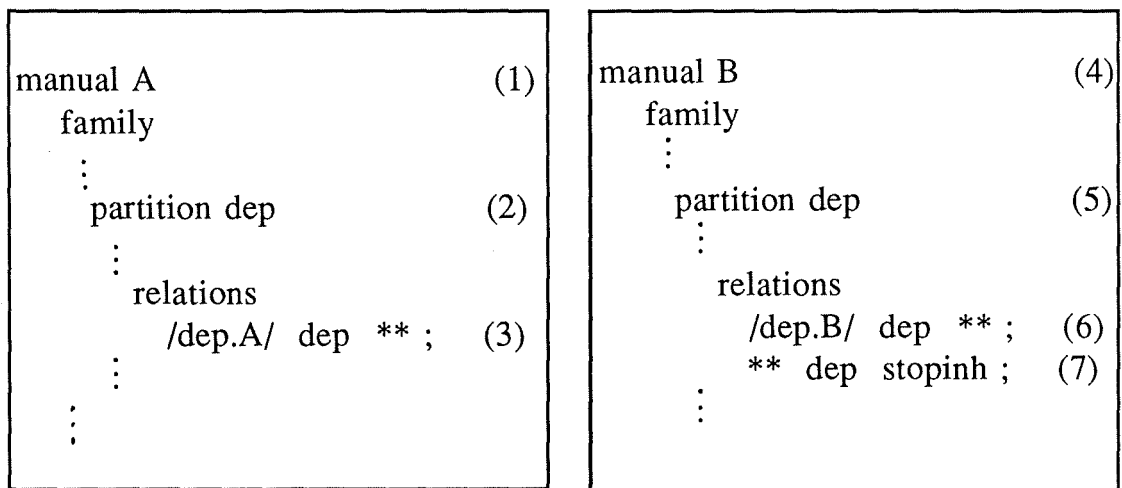 manual A (1)
family
⋮
partition dep (2)
⋮
relations
/dep.A/ dep ** ; (3)
⋮
⋮
manual B (4)
family
⋮
partition dep (5)
⋮
relations
/dep.B/ dep ** ; (6)
** dep stopinh ; (7)
⋮